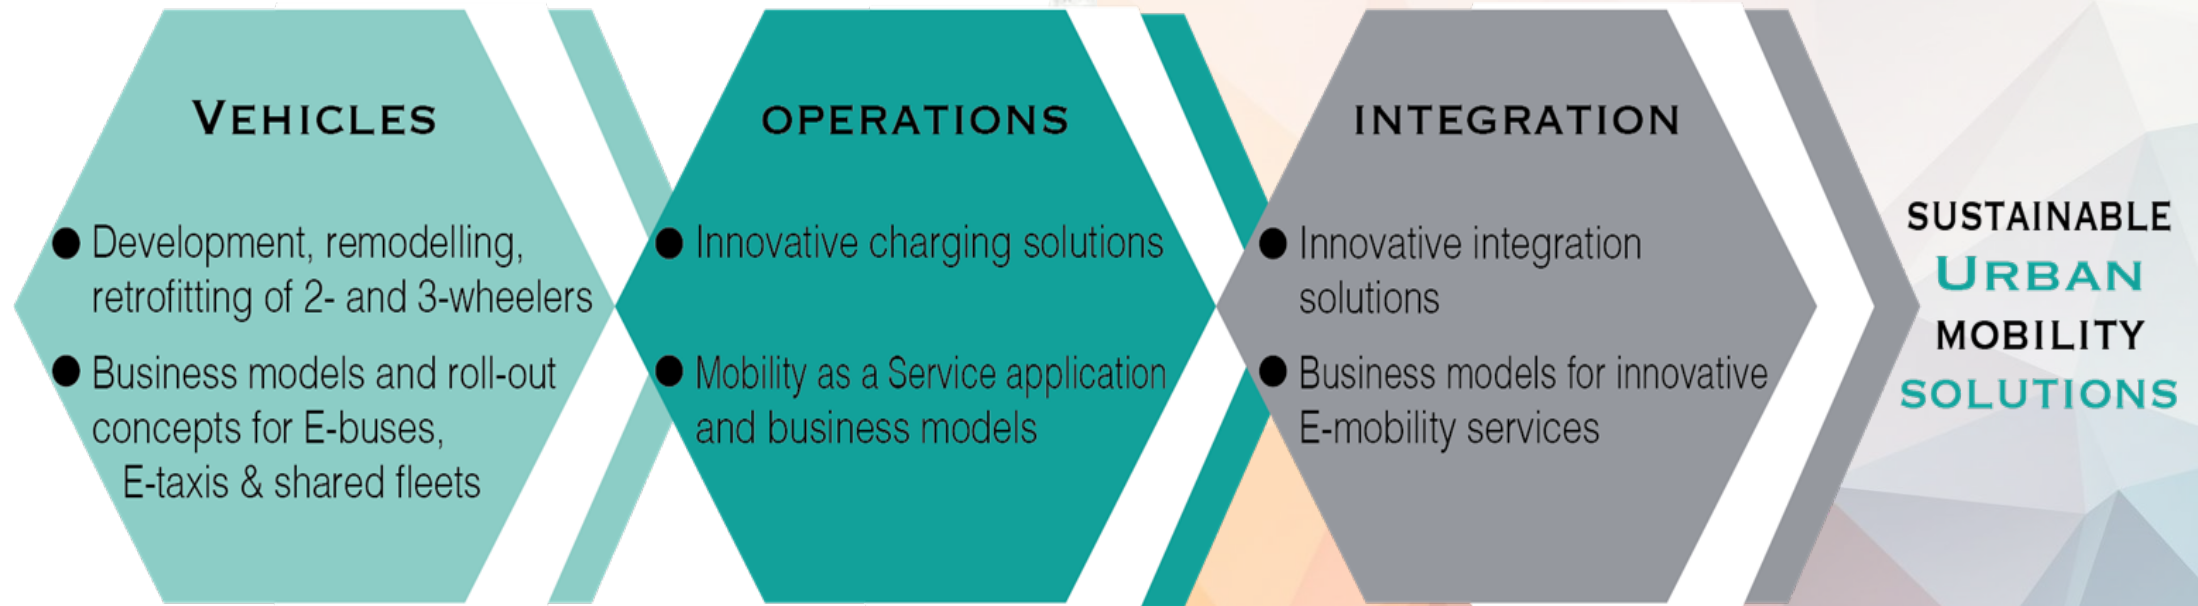 VEHICLES
● Development, remodelling,
retrofitting of 2- and 3-wheelers
● Business models and roll-out
concepts for E-buses,
E-taxis & shared fleets
OPERATIONS
● Innovative charging solutions
● Mobility as a Service application
and business models
INTEGRATION
● Innovative integration
solutions
● Business models for innovative
E-mobility services
SUSTAINABLE
URBAN
MOBILITY
SOLUTIONS